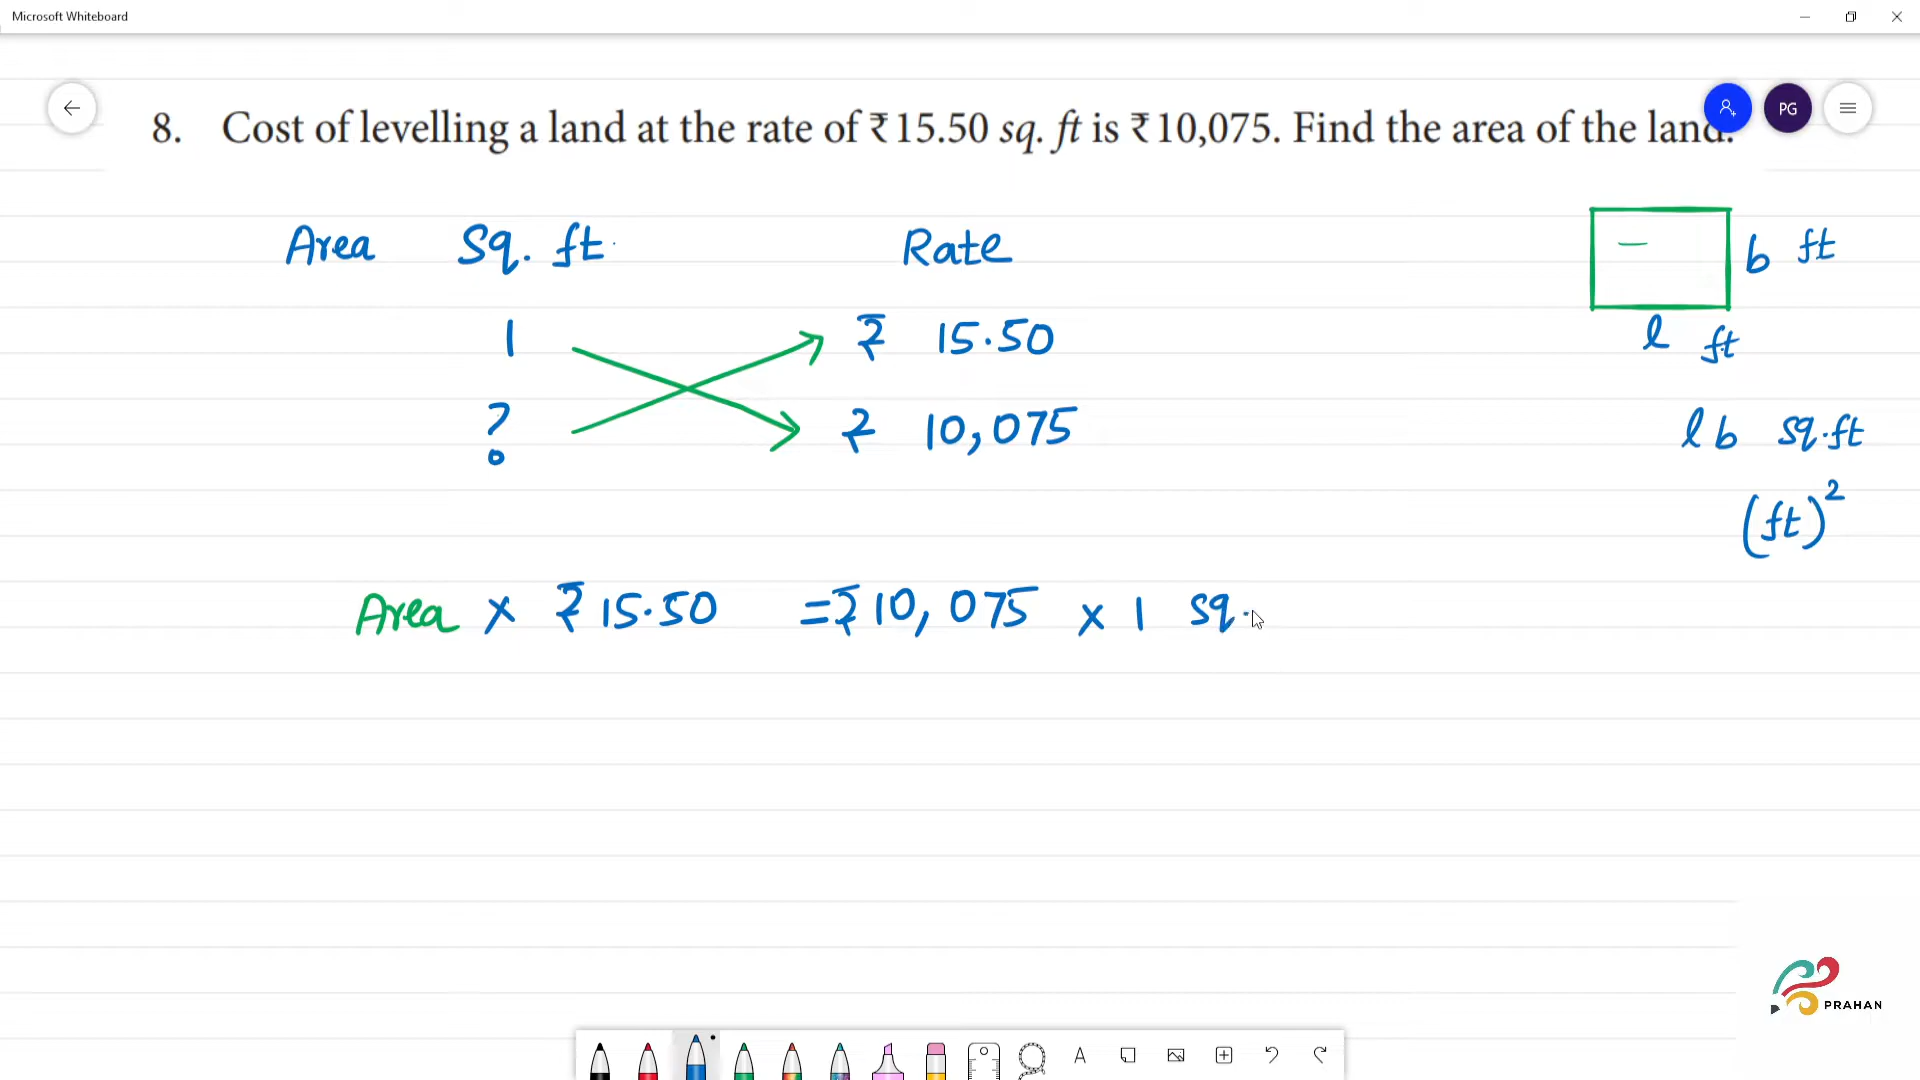 Microsoft Whiteboard
PG
8. Cost of levelling a land at the rate of ₹15.50 sq. ft is ₹10,075. Find the area of the land.
Area Sq. ft. Rate
b ft
1 ₹ 15.50
l ft
? ₹ 10,075
l b sq.ft
(ft)²
Area × ₹ 15.50 = ₹ 10,075 × 1 sq.
PRAHAN
A